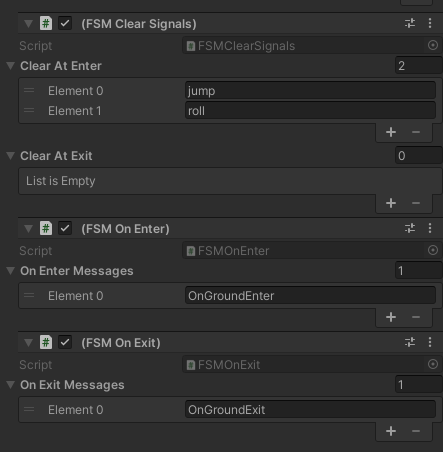 # (FSM Clear Signals)
Script FSMClearSignals
Clear At Enter 2
Element 0 jump
Element 1 roll
+ −
Clear At Exit 0
List is Empty
+ −
# (FSM On Enter)
Script FSMOnEnter
On Enter Messages 1
Element 0 OnGroundEnter
+ −
# (FSM On Exit)
Script FSMOnExit
On Exit Messages 1
Element 0 OnGroundExit
+ −